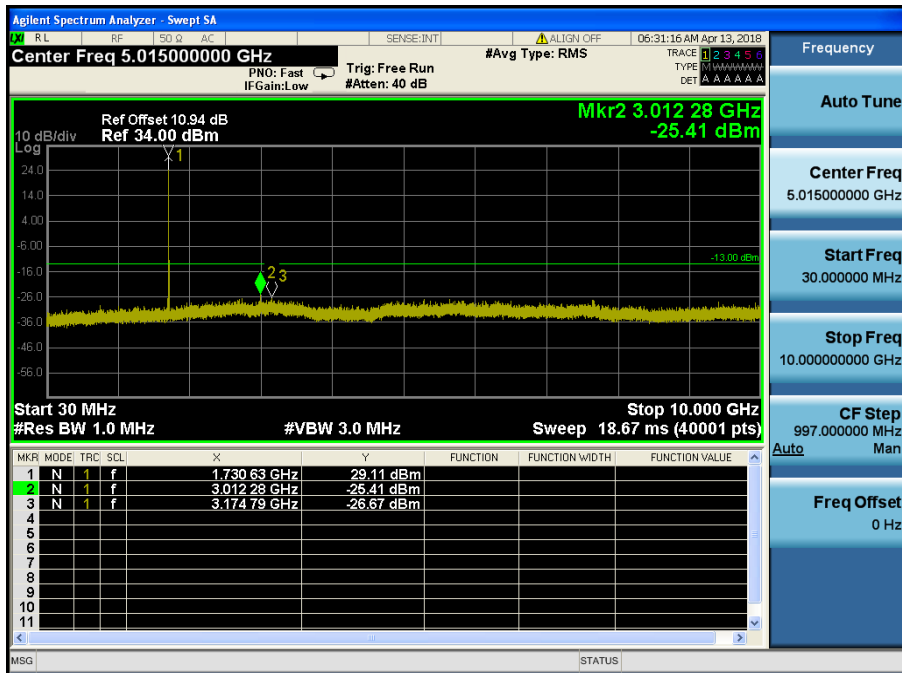 Agilent Spectrum Analyzer - Swept SA
LXI RL RF 50 Ω AC SENSE:INT ALIGN OFF 06:31:16 AM Apr 13, 2018
Center Freq 5.015000000 GHz #Avg Type: RMS TRACE 1 2 3 4 5 6
PNO: Fast Trig: Free Run TYPE M WWWWW
IFGain:Low #Atten: 40 dB DET A A A A A A
Mkr2 3.012 28 GHz
-25.41 dBm
Ref Offset 10.94 dB
10 dB/div Ref 34.00 dBm
Log
1
24.0
14.0
4.00
-6.00
-13.00 dBm
-16.0
2 3
-26.0
-36.0
-46.0
-56.0
Start 30 MHz Stop 10.000 GHz
#Res BW 1.0 MHz #VBW 3.0 MHz Sweep 18.67 ms (40001 pts)
MKR MODE TRC SCL X Y FUNCTION FUNCTION WIDTH FUNCTION VALUE
1 N 1 f 1.730 63 GHz 29.11 dBm
2 N 1 f 3.012 28 GHz -25.41 dBm
3 N 1 f 3.174 79 GHz -26.67 dBm
4
5
6
7
8
9
10
11
MSG STATUS
Frequency
Auto Tune
Center Freq
5.015000000 GHz
Start Freq
30.000000 MHz
Stop Freq
10.000000000 GHz
CF Step
997.000000 MHz
Auto Man
Freq Offset
0 Hz